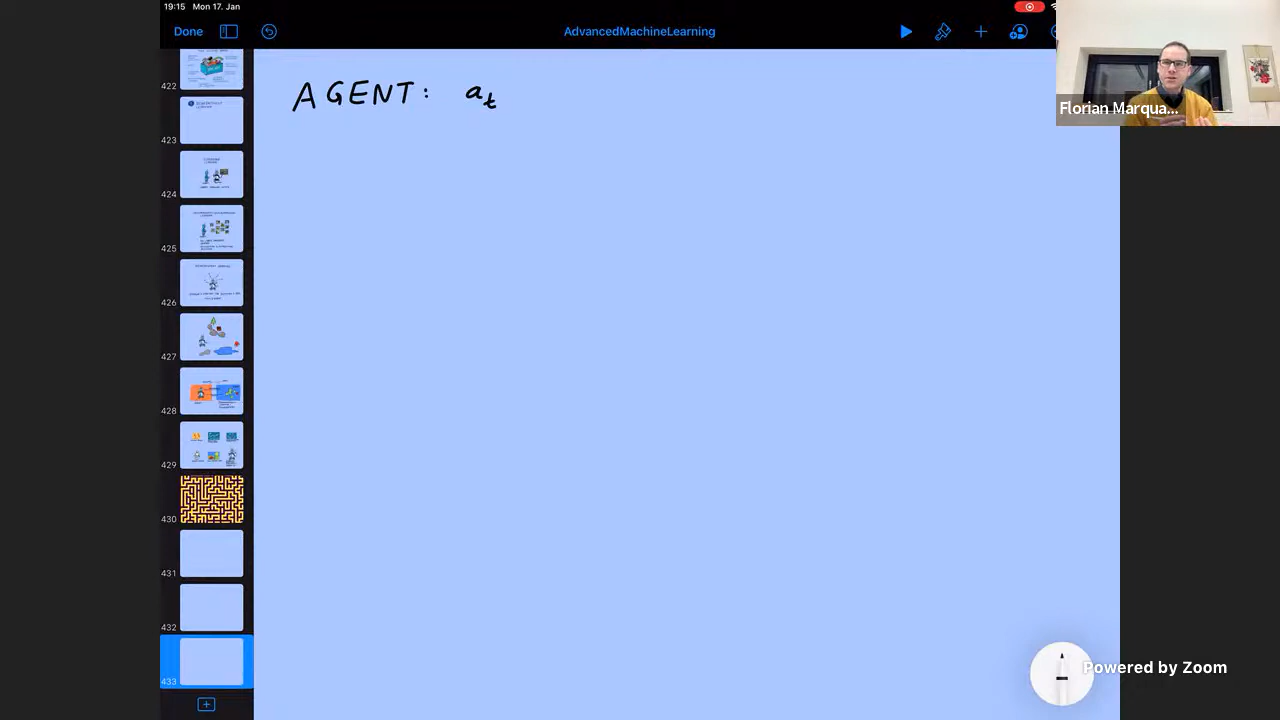 19:15 Mon 17. Jan
Done
AdvancedMachineLearning
AGENT: aₜ
Florian Marqua...
422
423
424
425
426
427
428
429
430
431
432
433
Powered by Zoom